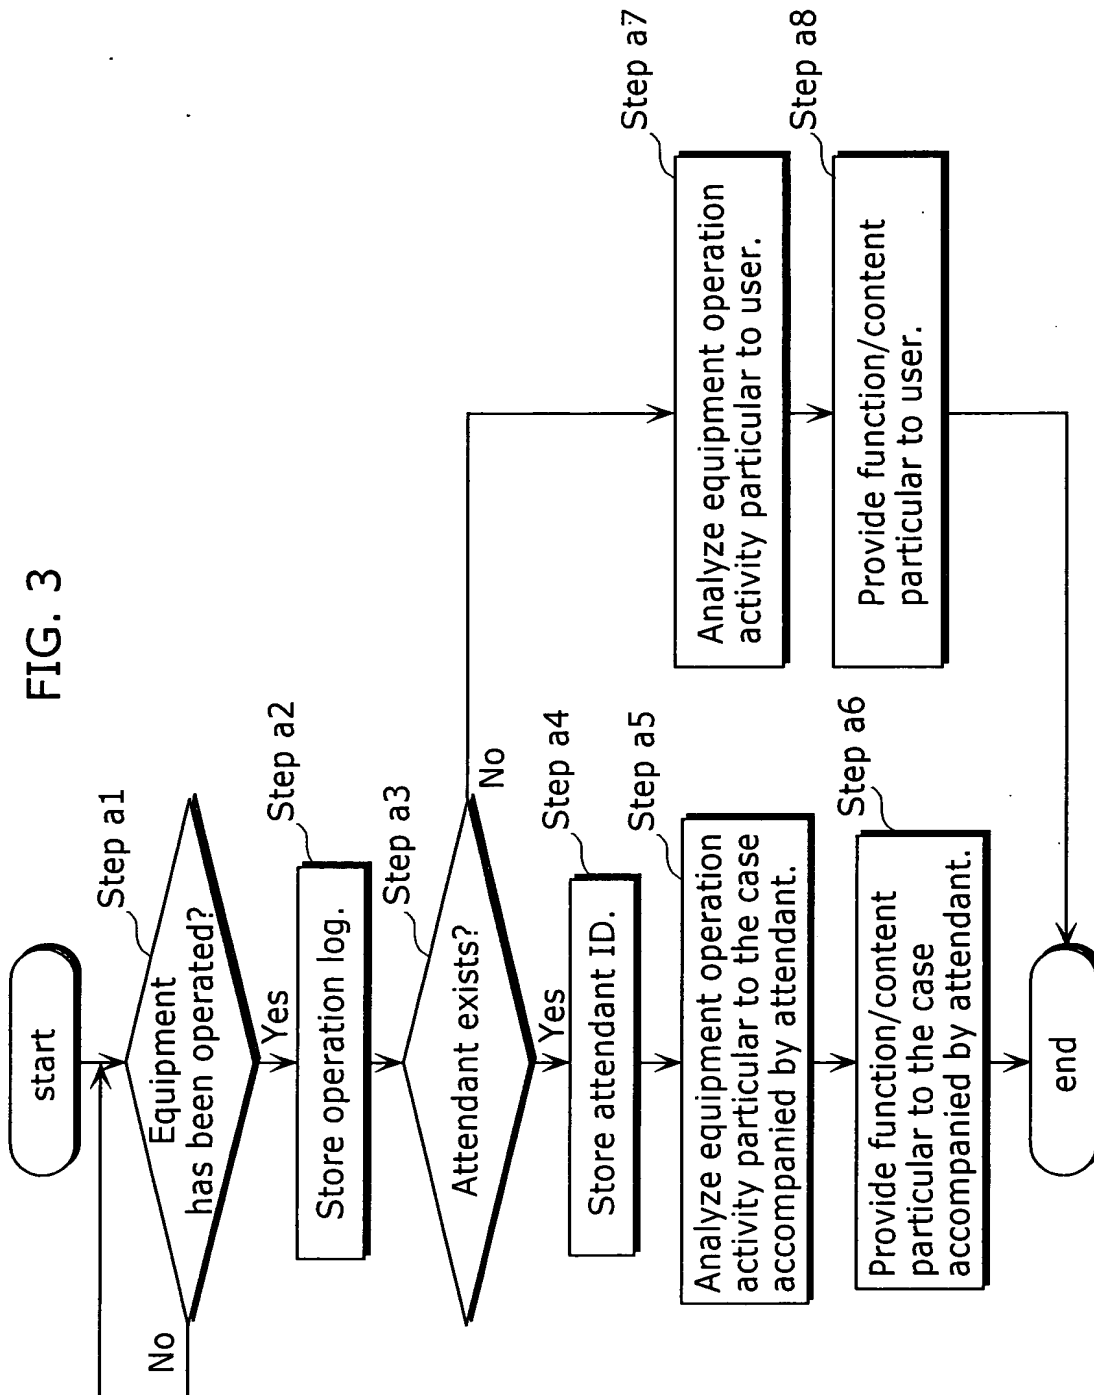 FIG. 3
start
Step a1
Equipment
has been operated?
No
Yes
Step a2
Store operation log.
Step a3
Attendant exists?
No
Yes
Step a4
Store attendant ID.
Step a5
Analyze equipment operation
activity particular to the case
accompanied by attendant.
Step a6
Provide function/content
particular to the case
accompanied by attendant.
Step a7
Analyze equipment operation
activity particular to user.
Step a8
Provide function/content
particular to user.
end